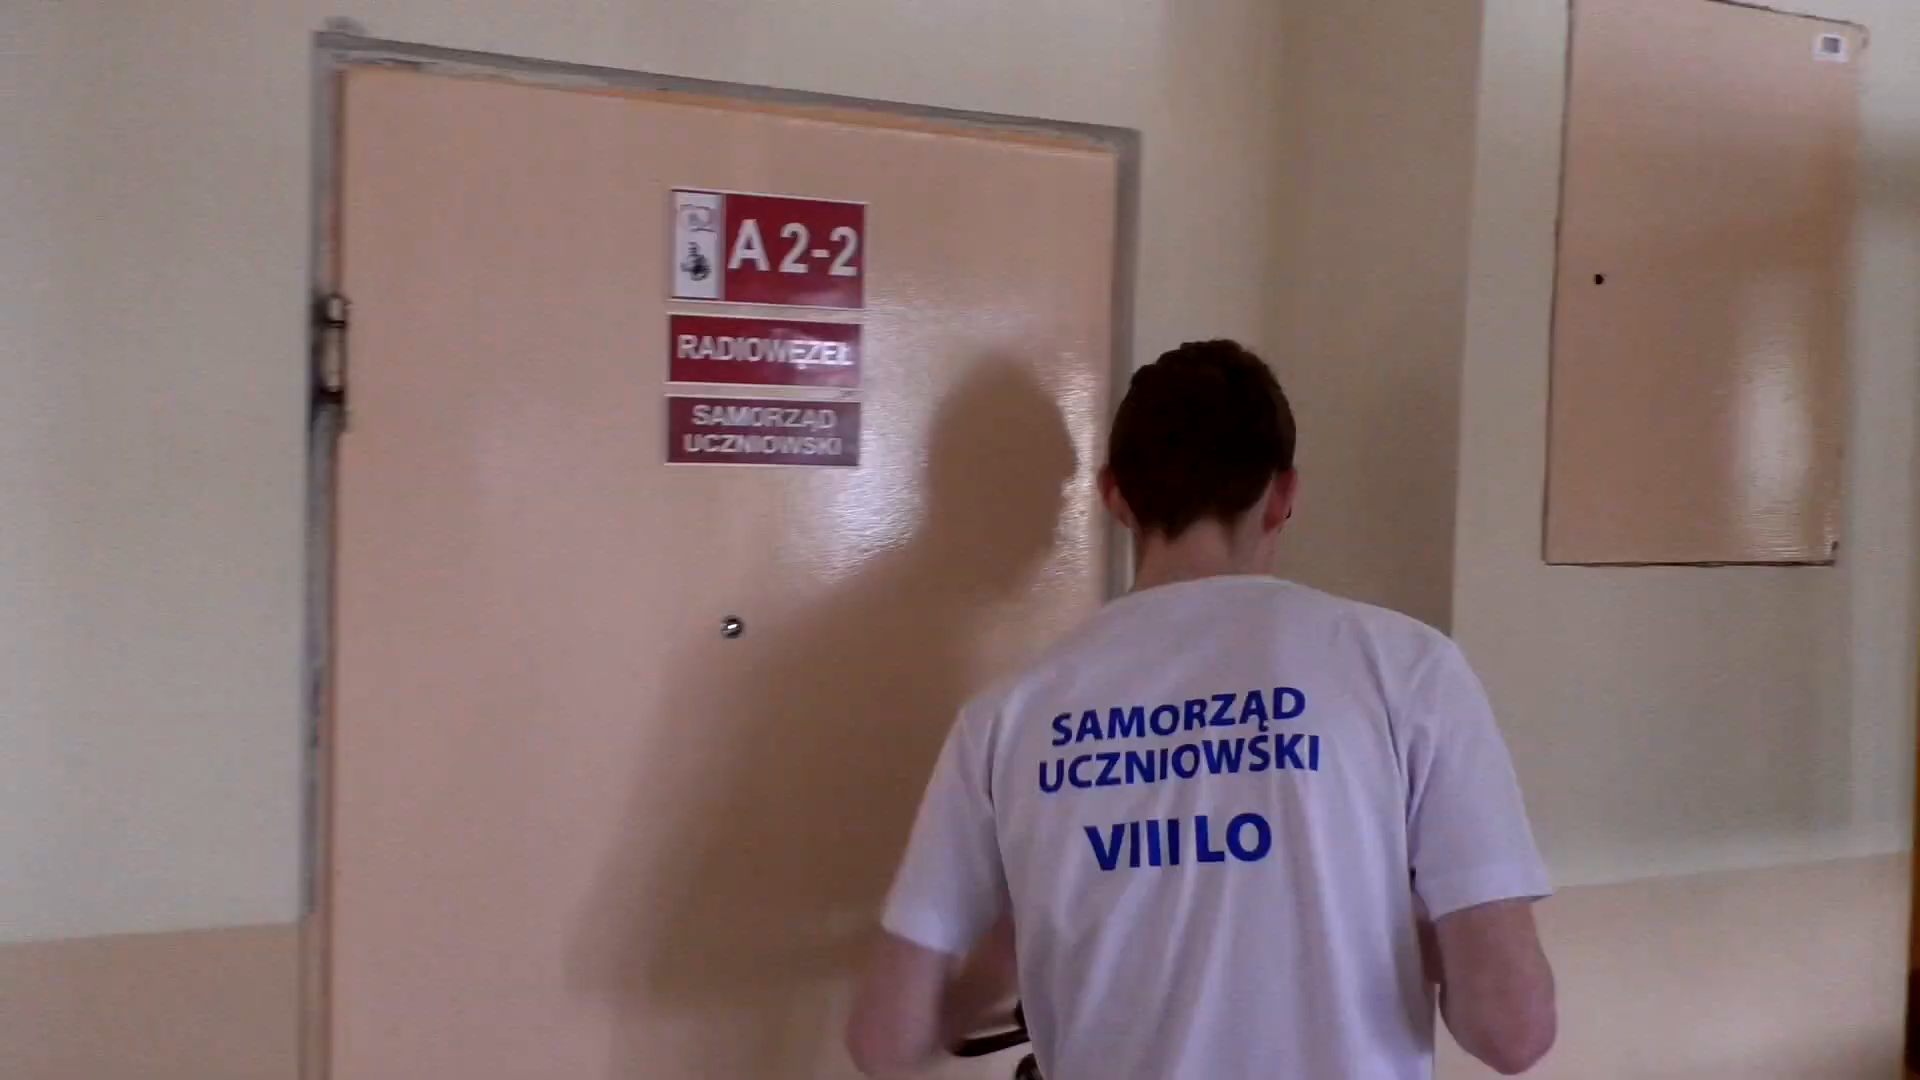 A 2-2
RADIOWĘZEŁ
SAMORZĄD
UCZNIOWSKI
SAMORZĄD
UCZNIOWSKI
VIII LO